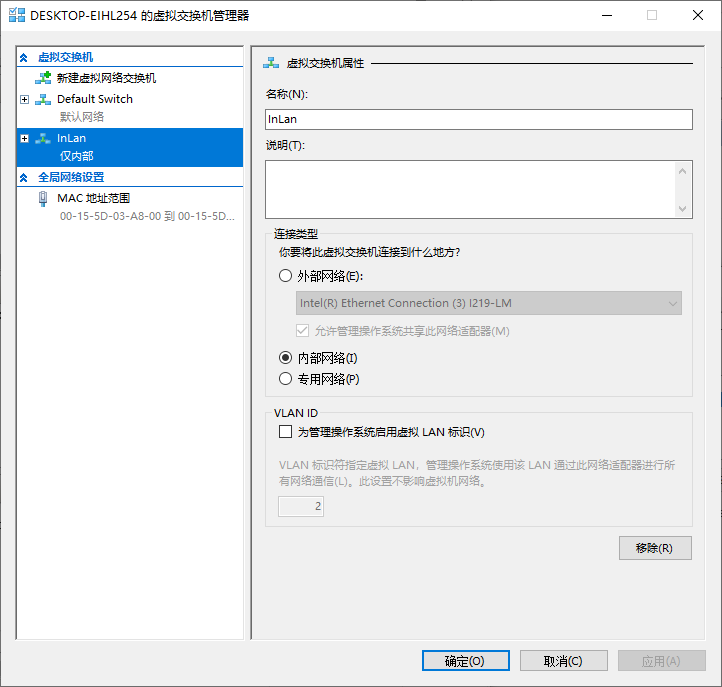 DESKTOP-EIHL254 的虚拟交换机管理器
虚拟交换机
新建虚拟网络交换机
Default Switch
默认网络
InLan
仅内部
全局网络设置
MAC 地址范围
00-15-5D-03-A8-00 到 00-15-5D...
虚拟交换机属性
名称(N):
InLan
说明(T):
连接类型
你要将此虚拟交换机连接到什么地方?
外部网络(E):
Intel(R) Ethernet Connection (3) I219-LM
允许管理操作系统共享此网络适配器(M)
内部网络(I)
专用网络(P)
VLAN ID
为管理操作系统启用虚拟 LAN 标识(V)
VLAN 标识符指定虚拟 LAN，管理操作系统使用该 LAN 通过此网络适配器进行所
有网络通信(L)。此设置不影响虚拟机网络。
2
移除(R)
确定(O)
取消(C)
应用(A)